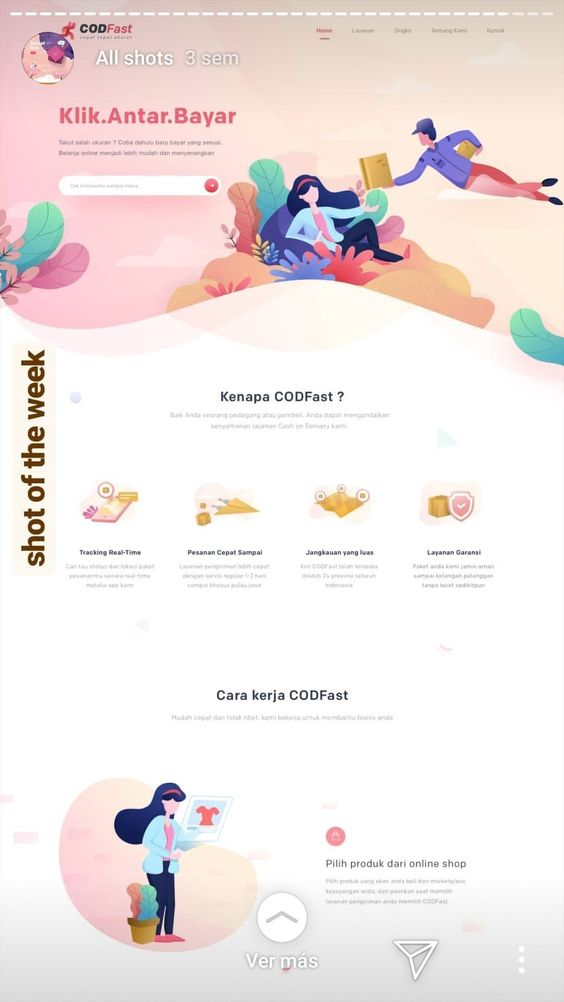 CODFast
cepat tepat akurat
Home Layanan Ongkir Tentang Kami Kontak
All shots 3 sem
Klik.Antar.Bayar
Takut salah ukuran ? Coba dahulu baru bayar yang sesuai.
Belanja online menjadi lebih mudah dan menyenangkan
Cek kirimanmu sampai mana
shot of the week
Kenapa CODFast ?
Baik Anda seorang pedagang atau pembeli, Anda dapat mengandalkan
kenyamanan layanan Cash on Delivery kami
Tracking Real-Time
Cari tau status dan lokasi paket
pesananmu secara real-time
melalui app kami
Pesanan Cepat Sampai
Layanan pengiriman lebih cepat
dengan servis reguler 1-2 hari
sampai khusus pulau jawa
Jangkauan yang luas
Kini CODFast telah tersedia
dilebih 24 provinsi seluruh
Indonesia
Layanan Garansi
Paket anda kami jamin aman
sampai ketangan pelanggan
tanpa lecet sedikitpun
Cara kerja CODFast
Mudah cepat dan tidak ribet, kami bekerja untuk membantu bisnis anda
Pilih produk dari online shop
Pilih produk yang akan anda beli dari marketplace
kesayangan anda, dan pastikan saat memilih
layanan pengiriman anda memilih CODFast.
Ver más